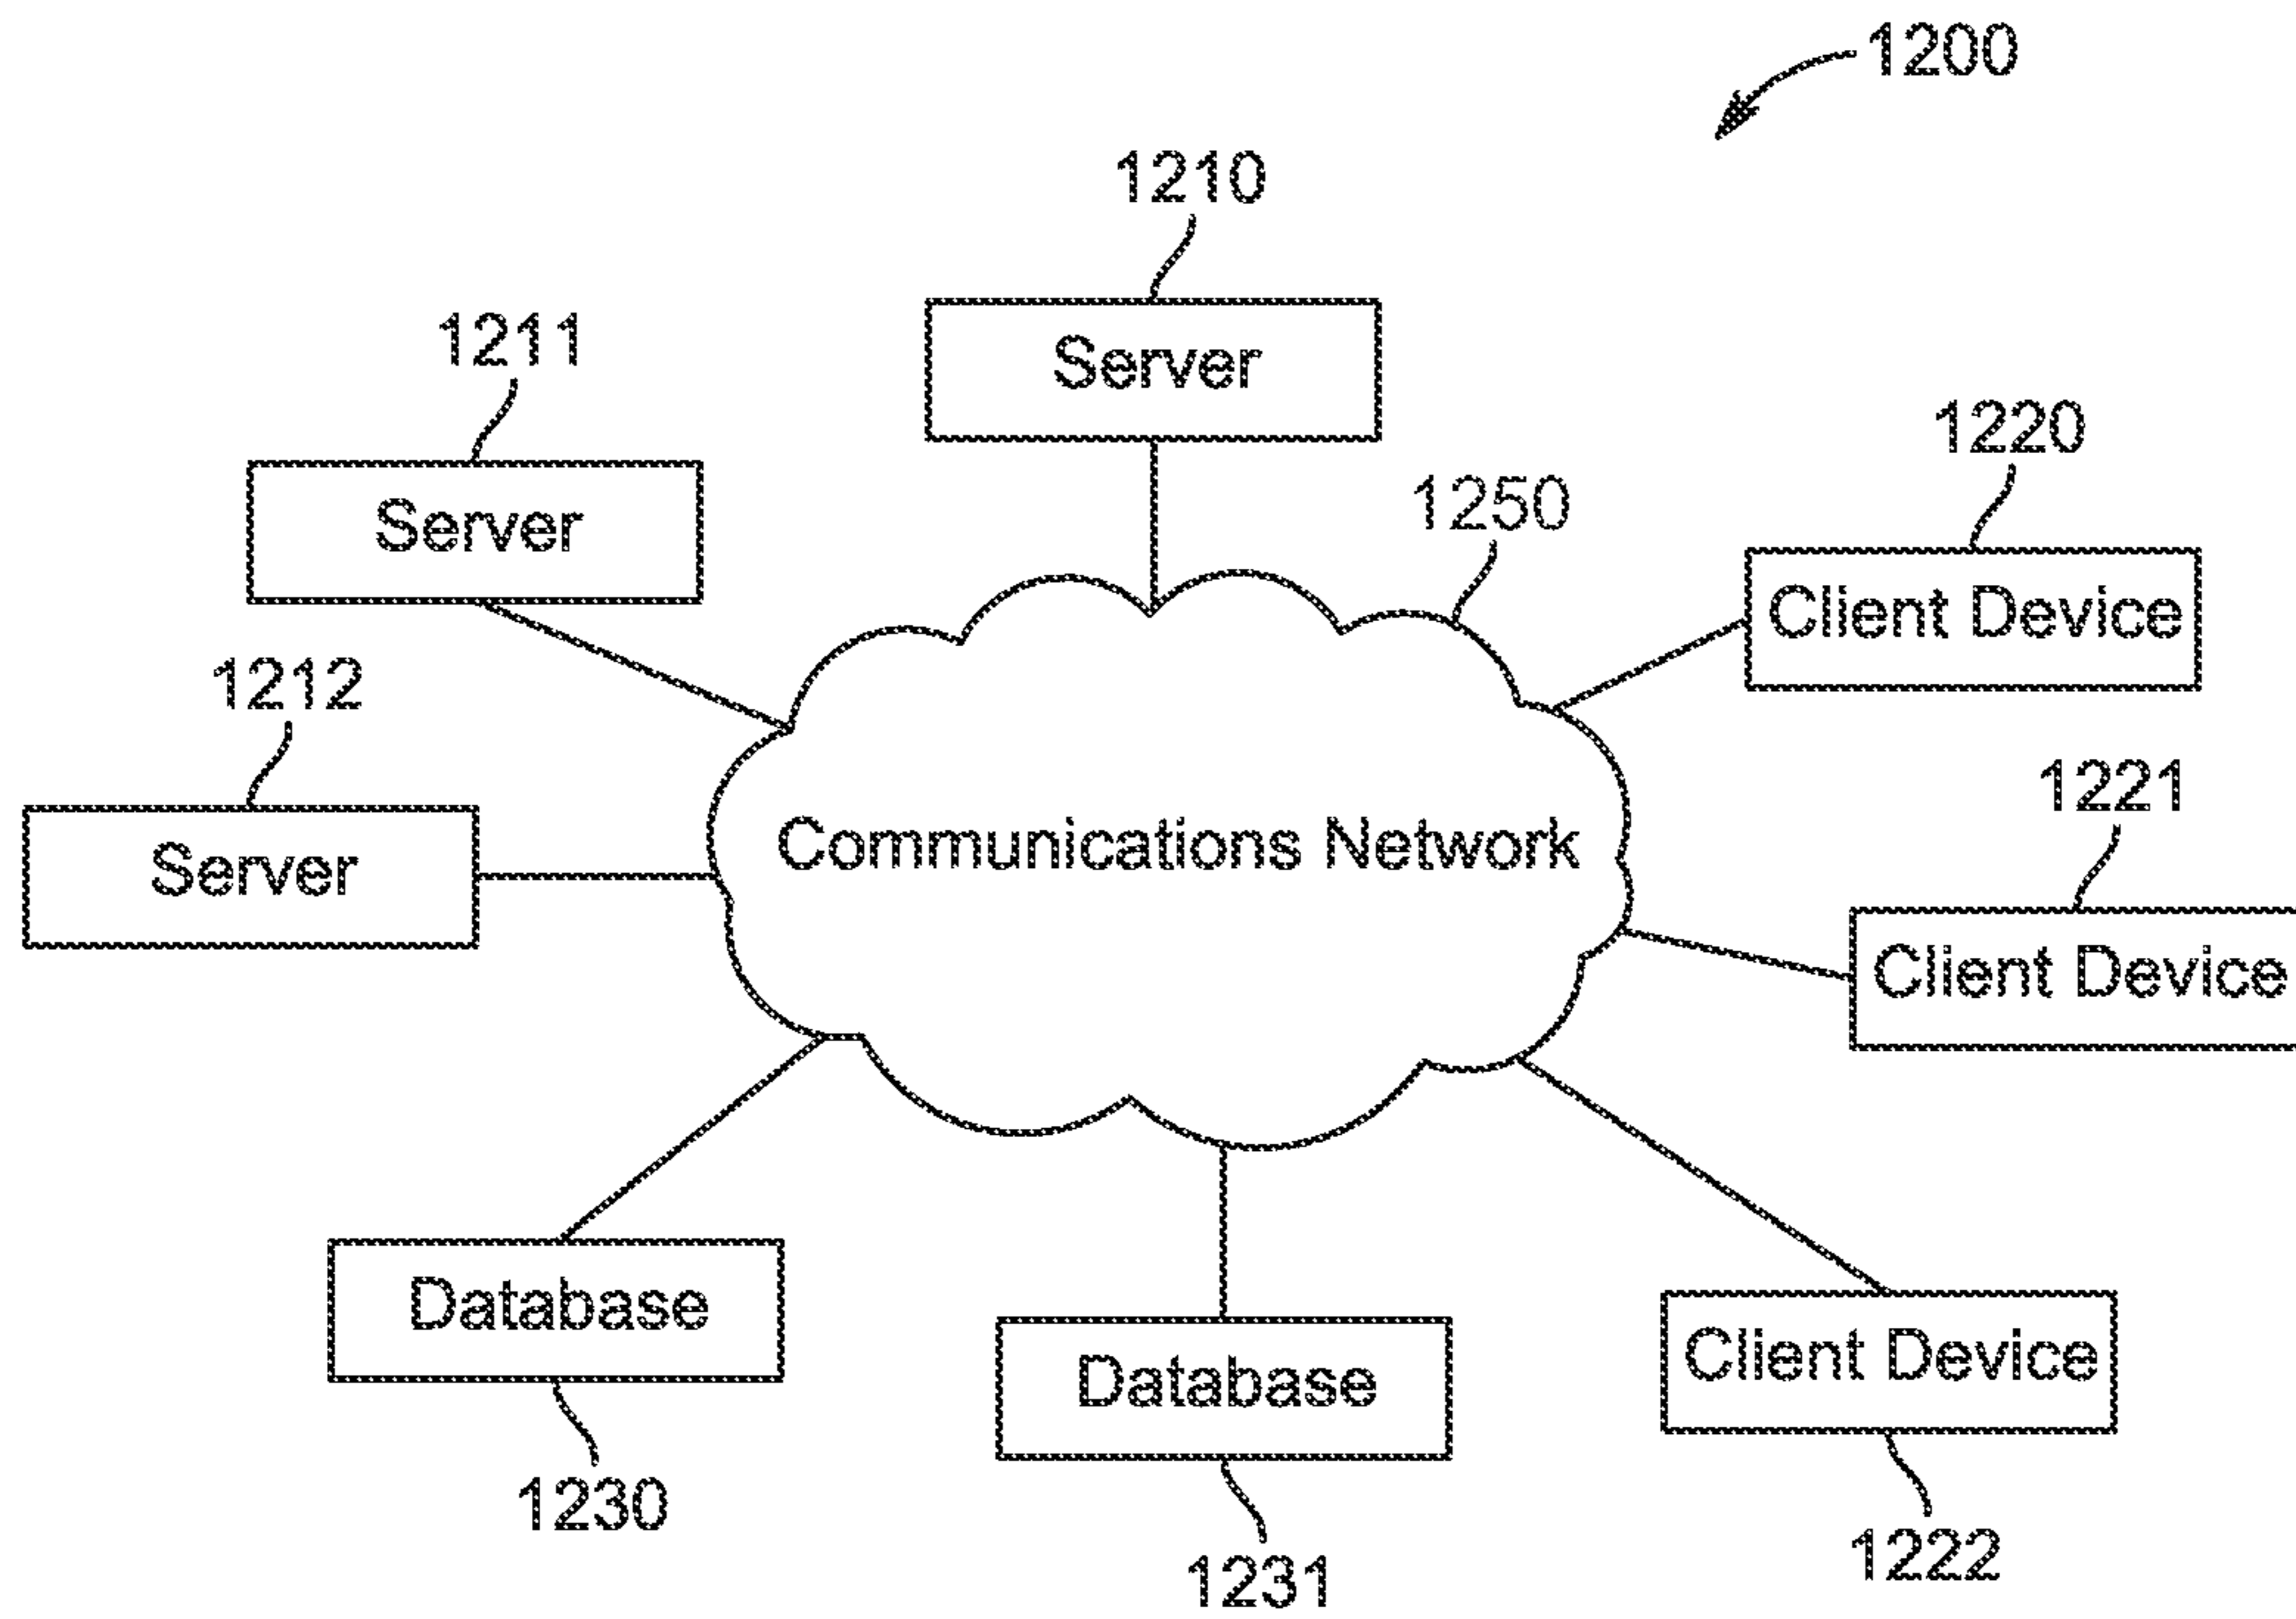 1200
1210
Server
1211
Server
1220
Client Device
1250
1212
Server
Communications Network
1221
Client Device
Database
1230
Database
1231
Client Device
1222